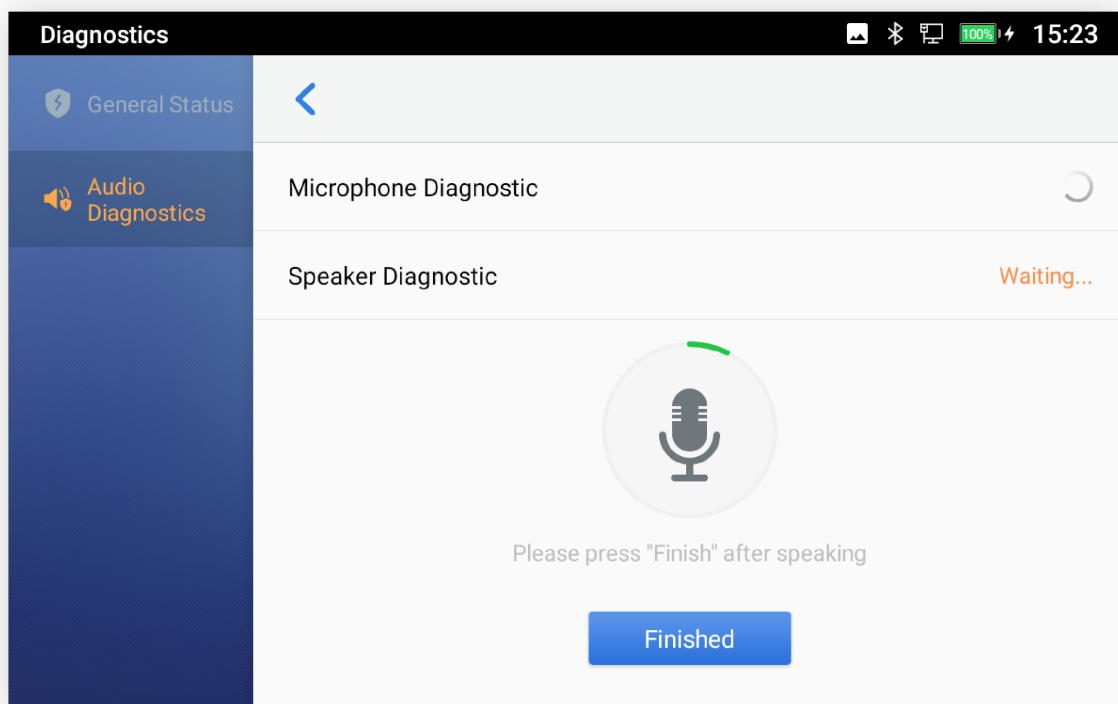 Diagnostics
100%
15:23
General Status
Audio
Diagnostics
Microphone Diagnostic
Speaker Diagnostic
Waiting...
Please press "Finish" after speaking
Finished